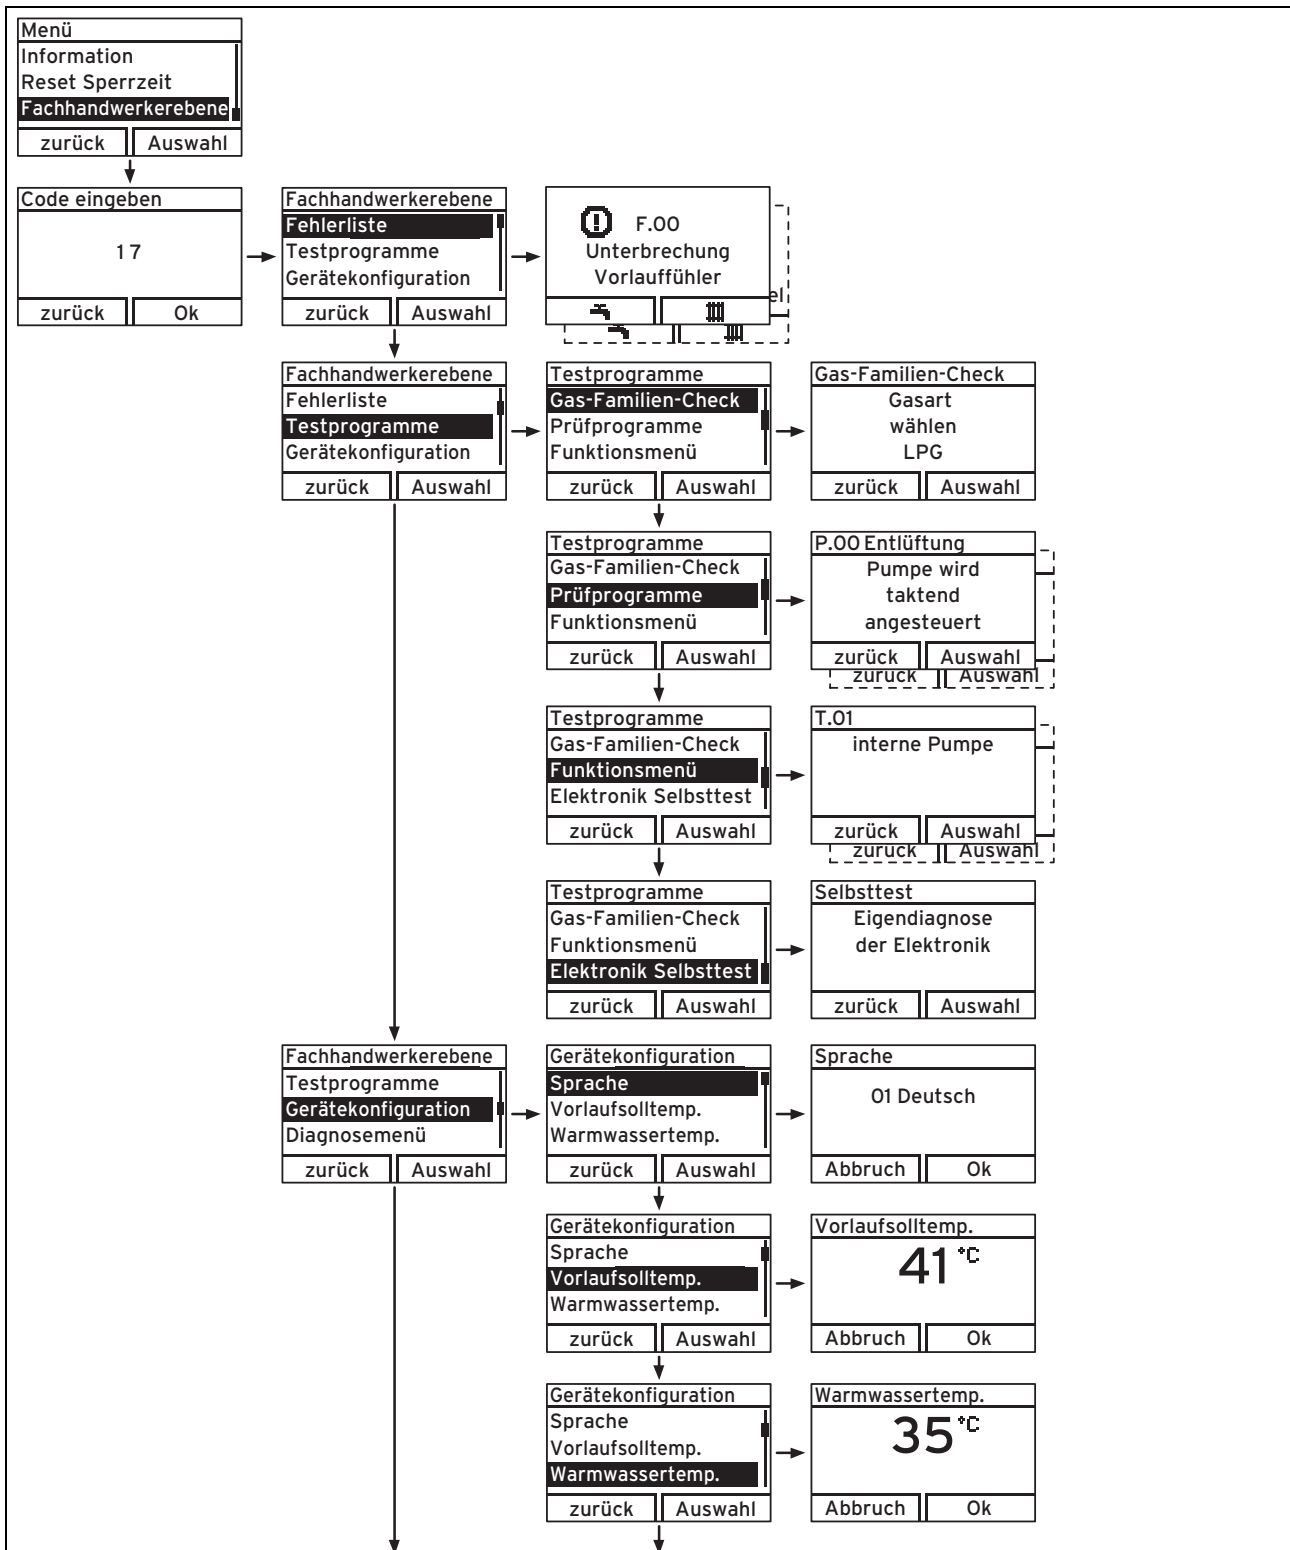 Menü
Information
Reset Sperrzeit
Fachhandwerkerebene
zurück Auswahl
Code eingeben
17
zurück Ok
Fachhandwerkerebene
Fehlerliste
Testprogramme
Gerätekonfiguration
zurück Auswahl
F.00
Unterbrechung
Vorlauffühler
el
Fachhandwerkerebene
Fehlerliste
Testprogramme
Gerätekonfiguration
zurück Auswahl
Testprogramme
Gas-Familien-Check
Prüfprogramme
Funktionsmenü
zurück Auswahl
Gas-Familien-Check
Gasart
wählen
LPG
zurück Auswahl
Testprogramme
Gas-Familien-Check
Prüfprogramme
Funktionsmenü
zurück Auswahl
P.00 Entlüftung
Pumpe wird
taktend
angesteuert
zurück Auswahl
zurück Auswahl
Testprogramme
Gas-Familien-Check
Funktionsmenü
Elektronik Selbsttest
zurück Auswahl
T.01
interne Pumpe
zurück Auswahl
zurück Auswahl
Testprogramme
Gas-Familien-Check
Funktionsmenü
Elektronik Selbsttest
zurück Auswahl
Selbsttest
Eigendiagnose
der Elektronik
zurück Auswahl
Fachhandwerkerebene
Testprogramme
Gerätekonfiguration
Diagnosemenü
zurück Auswahl
Gerätekonfiguration
Sprache
Vorlaufsolltemp.
Warmwassertemp.
zurück Auswahl
Sprache
01 Deutsch
Abbruch Ok
Gerätekonfiguration
Sprache
Vorlaufsolltemp.
Warmwassertemp.
zurück Auswahl
Vorlaufsolltemp.
41 °C
Abbruch Ok
Gerätekonfiguration
Sprache
Vorlaufsolltemp.
Warmwassertemp.
zurück Auswahl
Warmwassertemp.
35 °C
Abbruch Ok